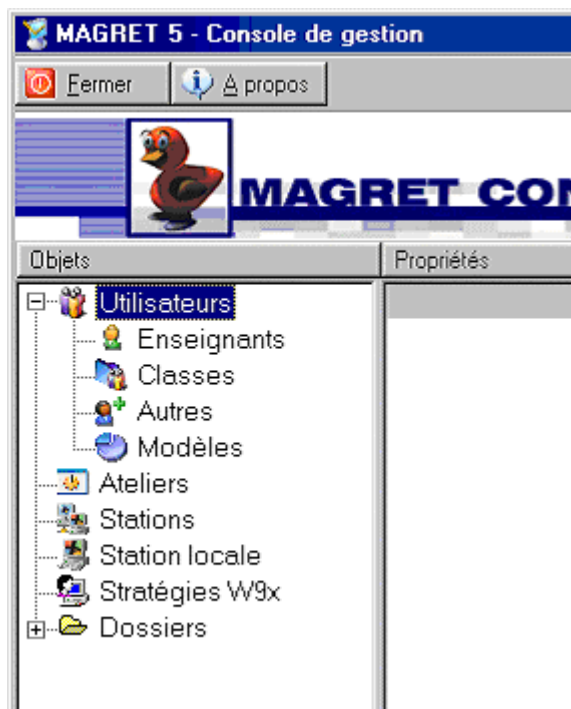 MAGRET 5 - Console de gestion
Fermer A propos
MAGRET CON
Objets Propriétés
Utilisateurs
Enseignants
Classes
Autres
Modèles
Ateliers
Stations
Station locale
Stratégies W9x
Dossiers